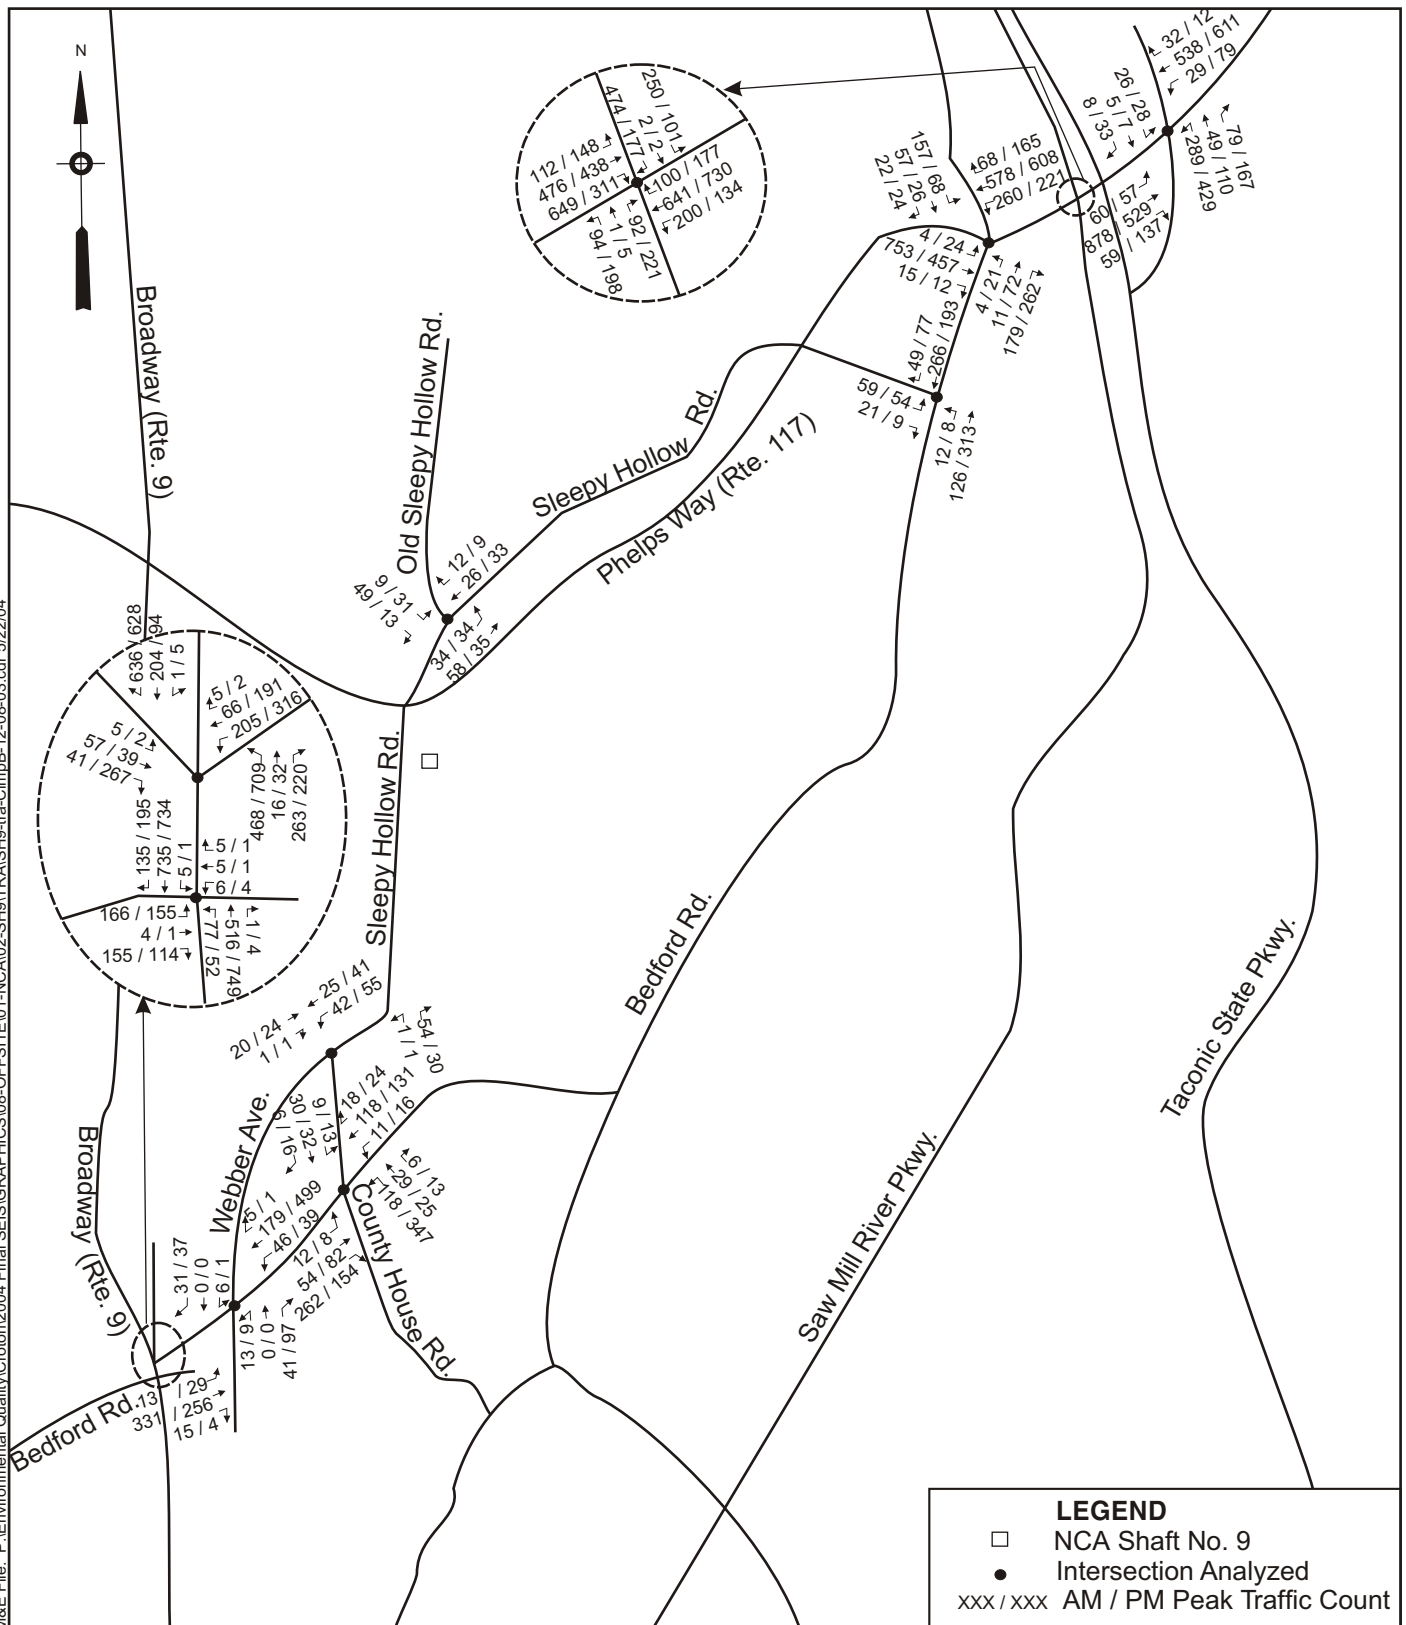 N
32 / 12
538 / 611
29 / 79
26 / 28
5 / 7
8 / 33
79 / 167
49 / 110
289 / 429
60 / 57
878 / 529
59 / 137
250 / 101
2 / 2
474 / 177
112 / 148
476 / 438
649 / 311
100 / 177
641 / 730
200 / 134
92 / 221
1 / 5
94 / 198
157 / 68
57 / 26
22 / 24
68 / 165
578 / 608
260 / 221
4 / 24
753 / 457
15 / 12
4 / 21
11 / 72
179 / 262
49 / 77
266 / 193
59 / 54
21 / 9
12 / 8
126 / 313
Broadway (Rte. 9)
Old Sleepy Hollow Rd.
Sleepy Hollow Rd.
Phelps Way (Rte. 117)
12 / 9
26 / 33
9 / 31
49 / 13
34 / 34
58 / 35
636 / 628
204 / 94
1 / 5
5 / 2
66 / 191
205 / 316
5 / 2
57 / 39
41 / 267
468 / 709
16 / 32
263 / 220
135 / 195
735 / 734
5 / 1
5 / 1
5 / 1
6 / 4
166 / 155
4 / 1
155 / 114
77 / 52
516 / 749
1 / 4
Sleepy Hollow Rd.
Bedford Rd.
Taconic State Pkwy.
Saw Mill River Pkwy.
25 / 41
42 / 55
20 / 24
1 / 1
54 / 30
1 / 1
Webber Ave.
9 / 13
30 / 32
6 / 16
18 / 24
118 / 131
11 / 16
6 / 13
29 / 25
118 / 347
12 / 8
54 / 82
262 / 154
County House Rd.
Broadway (Rte. 9)
5 / 1
179 / 499
46 / 39
31 / 37
0 / 0
6 / 1
13 / 9
0 / 0
41 / 97
13 / 29
331 / 256
15 / 4
Bedford Rd.
LEGEND
NCA Shaft No. 9
Intersection Analyzed
XXX / XXX AM / PM Peak Traffic Count